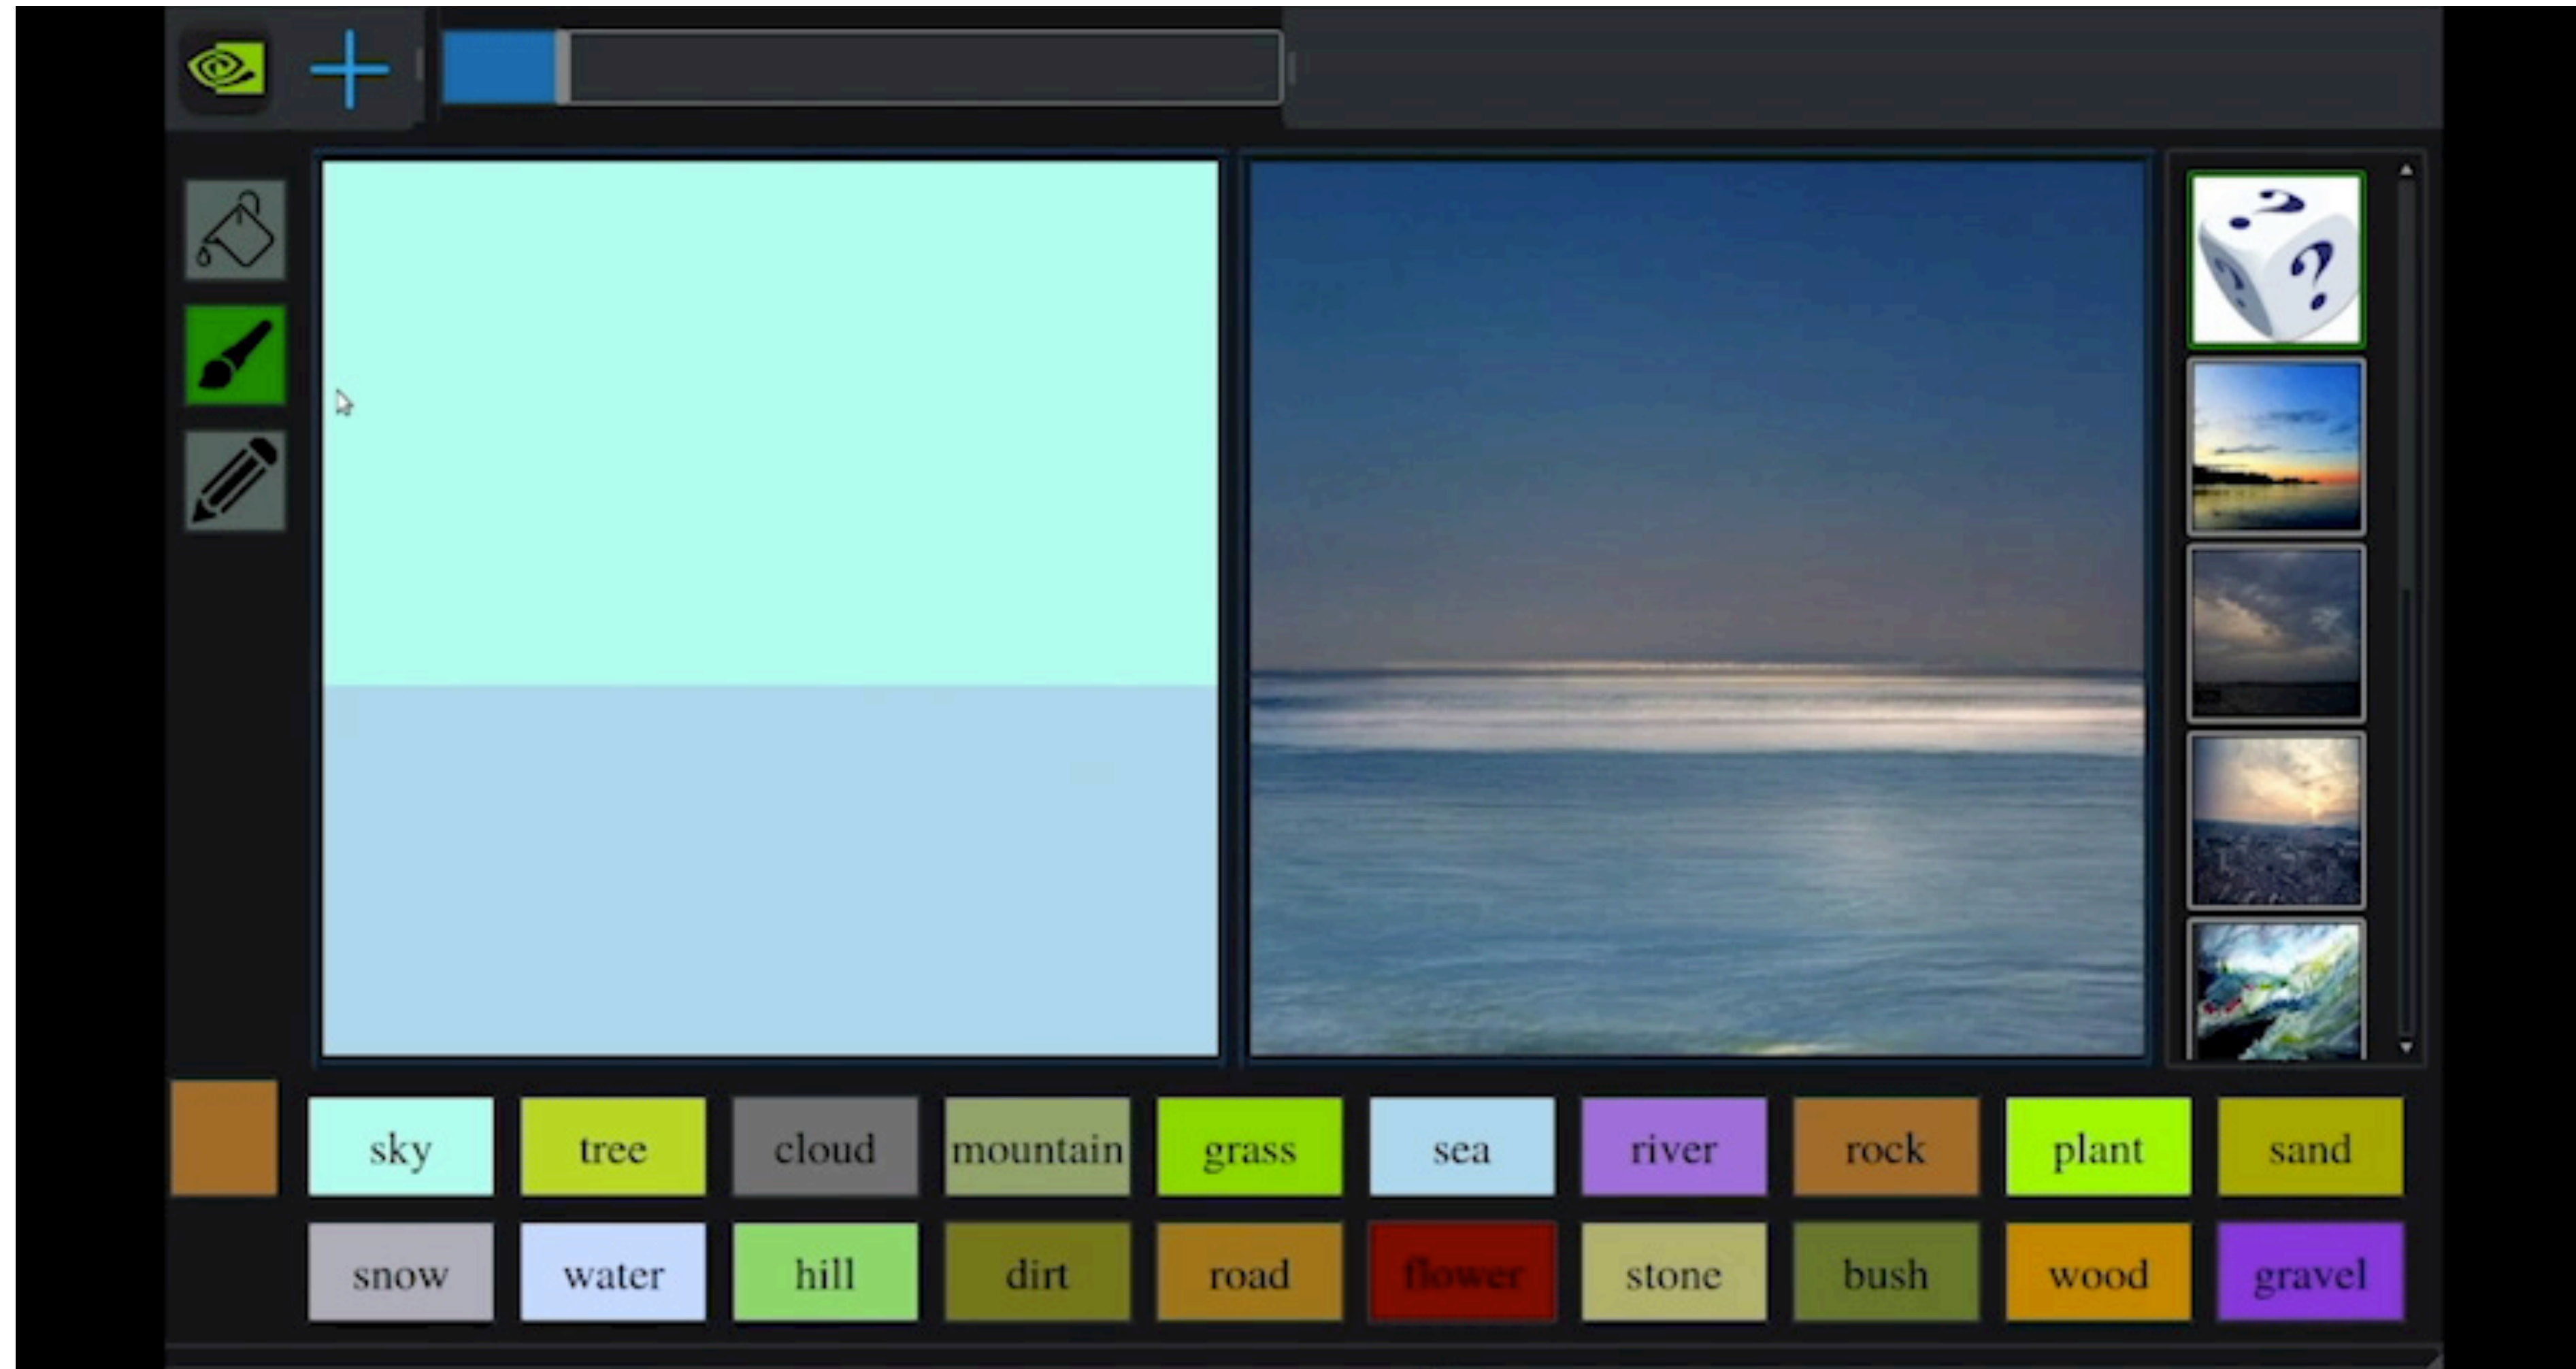 sky tree cloud mountain grass sea river rock plant sand
snow water hill dirt road flower stone bush wood gravel